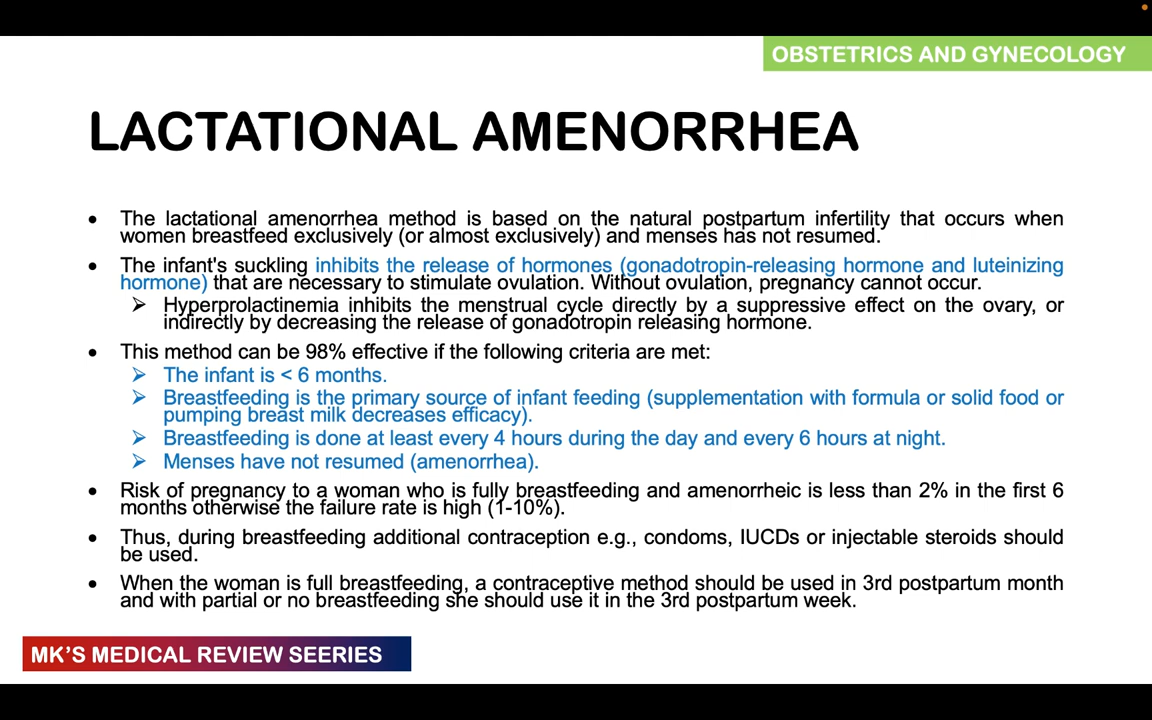 OBSTETRICS AND GYNECOLOGY
LACTATIONAL AMENORRHEA
• The lactational amenorrhea method is based on the natural postpartum infertility that occurs when
women breastfeed exclusively (or almost exclusively) and menses has not resumed.
• The infant's suckling inhibits the release of hormones (gonadotropin-releasing hormone and luteinizing
hormone) that are necessary to stimulate ovulation. Without ovulation, pregnancy cannot occur.
➢ Hyperprolactinemia inhibits the menstrual cycle directly by a suppressive effect on the ovary, or
indirectly by decreasing the release of gonadotropin releasing hormone.
• This method can be 98% effective if the following criteria are met:
➢ The infant is < 6 months.
➢ Breastfeeding is the primary source of infant feeding (supplementation with formula or solid food or
pumping breast milk decreases efficacy).
➢ Breastfeeding is done at least every 4 hours during the day and every 6 hours at night.
➢ Menses have not resumed (amenorrhea).
• Risk of pregnancy to a woman who is fully breastfeeding and amenorrheic is less than 2% in the first 6
months otherwise the failure rate is high (1-10%).
• Thus, during breastfeeding additional contraception e.g., condoms, IUCDs or injectable steroids should
be used.
• When the woman is full breastfeeding, a contraceptive method should be used in 3rd postpartum month
and with partial or no breastfeeding she should use it in the 3rd postpartum week.
MK'S MEDICAL REVIEW SEERIES